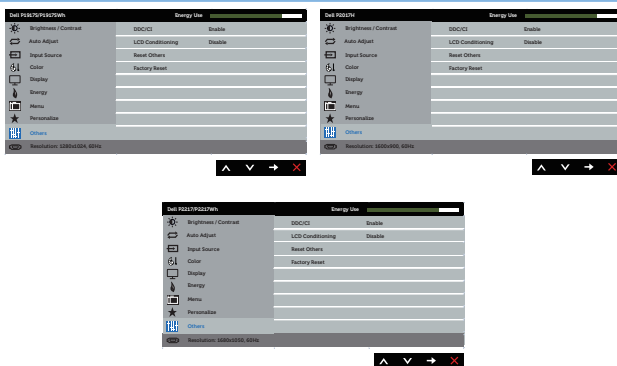 Dell P1917S/P1917SWh Energy Use
Brightness / Contrast DDC/CI Enable
Auto Adjust LCD Conditioning Disable
Input Source Reset Others
Color Factory Reset
Display
Energy
Menu
Personalize
Others
Resolution: 1280x1024, 60Hz
Dell P2017H Energy Use
Brightness / Contrast DDC/CI Enable
Auto Adjust LCD Conditioning Disable
Input Source Reset Others
Color Factory Reset
Display
Energy
Menu
Personalize
Others
Resolution: 1600x900, 60Hz
Dell P2217/P2217Wh Energy Use
Brightness / Contrast DDC/CI Enable
Auto Adjust LCD Conditioning Disable
Input Source Reset Others
Color Factory Reset
Display
Energy
Menu
Personalize
Others
Resolution: 1680x1050, 60Hz